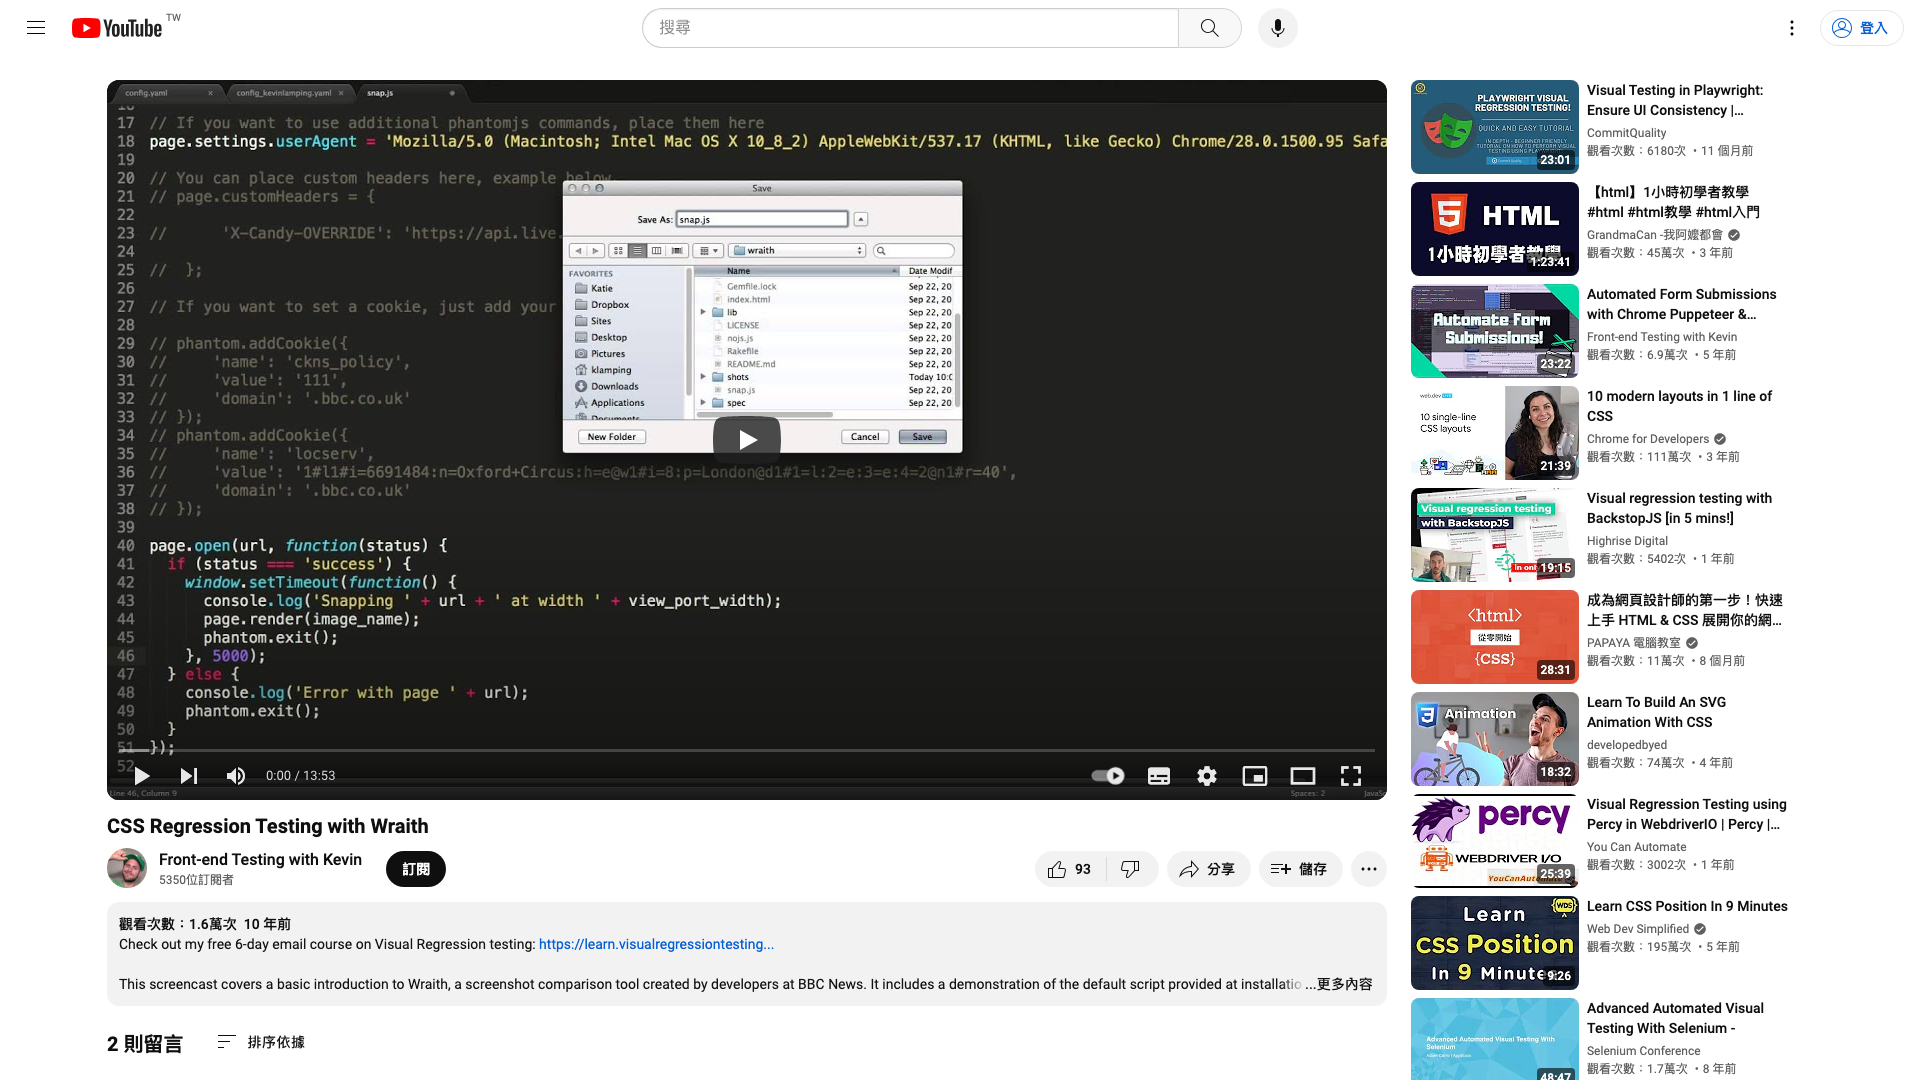 YouTube TW
搜尋
登入
config.yaml
config_kevinlamping.yaml
snap.js
17 // If you want to use additional phantomjs commands, place them here
18 page.settings.userAgent = 'Mozilla/5.0 (Macintosh; Intel Mac OS X 10_8_2) AppleWebKit/537.17 (KHTML, like Gecko) Chrome/28.0.1500.95 Safa
19
20 // You can place custom headers here, example below.
21 // page.customHeaders = {
22
23 // 'X-Candy-OVERRIDE': 'https://api.live.
24
25 // };
26
27 // If you want to set a cookie, just add your
28
29 // phantom.addCookie({
30 // 'name': 'ckns_policy',
31 // 'value': '111',
32 // 'domain': '.bbc.co.uk'
33 // });
34 // phantom.addCookie({
35 // 'name': 'locserv',
36 // 'value': '1#l1#i=6691484:n=Oxford+Circus:h=e@w1#i=8:p=London@d1#1=l:2=e:3=e:4=2@n1#r=40',
37 // 'domain': '.bbc.co.uk'
38 // });
39
40 page.open(url, function(status) {
41 if (status === 'success') {
42 window.setTimeout(function() {
43 console.log('Snapping ' + url + ' at width ' + view_port_width);
44 page.render(image_name);
45 phantom.exit();
46 }, 5000);
47 } else {
48 console.log('Error with page ' + url);
49 phantom.exit();
50 }
51 });
52
Save
Save As: snap.js
wraith
FAVORITES
Katie
Dropbox
Sites
Desktop
Pictures
klamping
Downloads
Applications
Documents
Name Date Modif
Gemfile.lock Sep 22, 20
index.html Sep 22, 20
lib Sep 22, 20
LICENSE Sep 22, 20
nojs.js Sep 22, 20
Rakefile Sep 22, 20
README.md Sep 22, 20
shots Today 10:0
snap.js Sep 22, 20
spec Sep 22, 20
New Folder Cancel Save
0:00 / 13:53
Line 46, Column 9
Spaces: 2
JavaSc
CSS Regression Testing with Wraith
Front-end Testing with Kevin
5350位訂閱者
訂閱
93
分享
儲存
觀看次數：1.6萬次 10 年前
Check out my free 6-day email course on Visual Regression testing: https://learn.visualregressiontesting...
This screencast covers a basic introduction to Wraith, a screenshot comparison tool created by developers at BBC News. It includes a demonstration of the default script provided at installatio ...更多內容
2 則留言
排序依據
PLAYWRIGHT VISUAL
REGRESSION TESTING!
QUICK AND EASY TUTORIAL
23:01
Visual Testing in Playwright:
Ensure UI Consistency |...
CommitQuality
觀看次數：6180次 • 11 個月前
HTML
1小時初學者教學
1:23:41
【html】1小時初學者教學
#html #html教學 #html入門
GrandmaCan -我阿嬤都會
觀看次數：45萬次 • 3 年前
Automate Form
Submissions!
23:22
Automated Form Submissions
with Chrome Puppeteer &...
Front-end Testing with Kevin
觀看次數：6.9萬次 • 5 年前
web.dev LIVE
10 single-line
CSS layouts
21:39
10 modern layouts in 1 line of
CSS
Chrome for Developers
觀看次數：111萬次 • 3 年前
Visual regression testing
with BackstopJS
in only
19:15
Visual regression testing with
BackstopJS [in 5 mins!]
Highrise Digital
觀看次數：5402次 • 1 年前
<html>
從零開始
{CSS}
28:31
成為網頁設計師的第一步！快速
上手 HTML & CSS 展開你的網...
PAPAYA 電腦教室
觀看次數：11萬次 • 8 個月前
3
Animation
18:32
Learn To Build An SVG
Animation With CSS
developedbyed
觀看次數：74萬次 • 4 年前
percy
WEBDRIVER I/O
YouCanAutomate
25:39
Visual Regression Testing using
Percy in WebdriverIO | Percy |...
You Can Automate
觀看次數：3002次 • 1 年前
WDS
Learn
CSS Position
In 9 Minutes
9:26
Learn CSS Position In 9 Minutes
Web Dev Simplified
觀看次數：195萬次 • 5 年前
Advanced Automated Visual Testing With
Selenium
48:47
Advanced Automated Visual
Testing With Selenium -
Selenium Conference
觀看次數：1.7萬次 • 8 年前